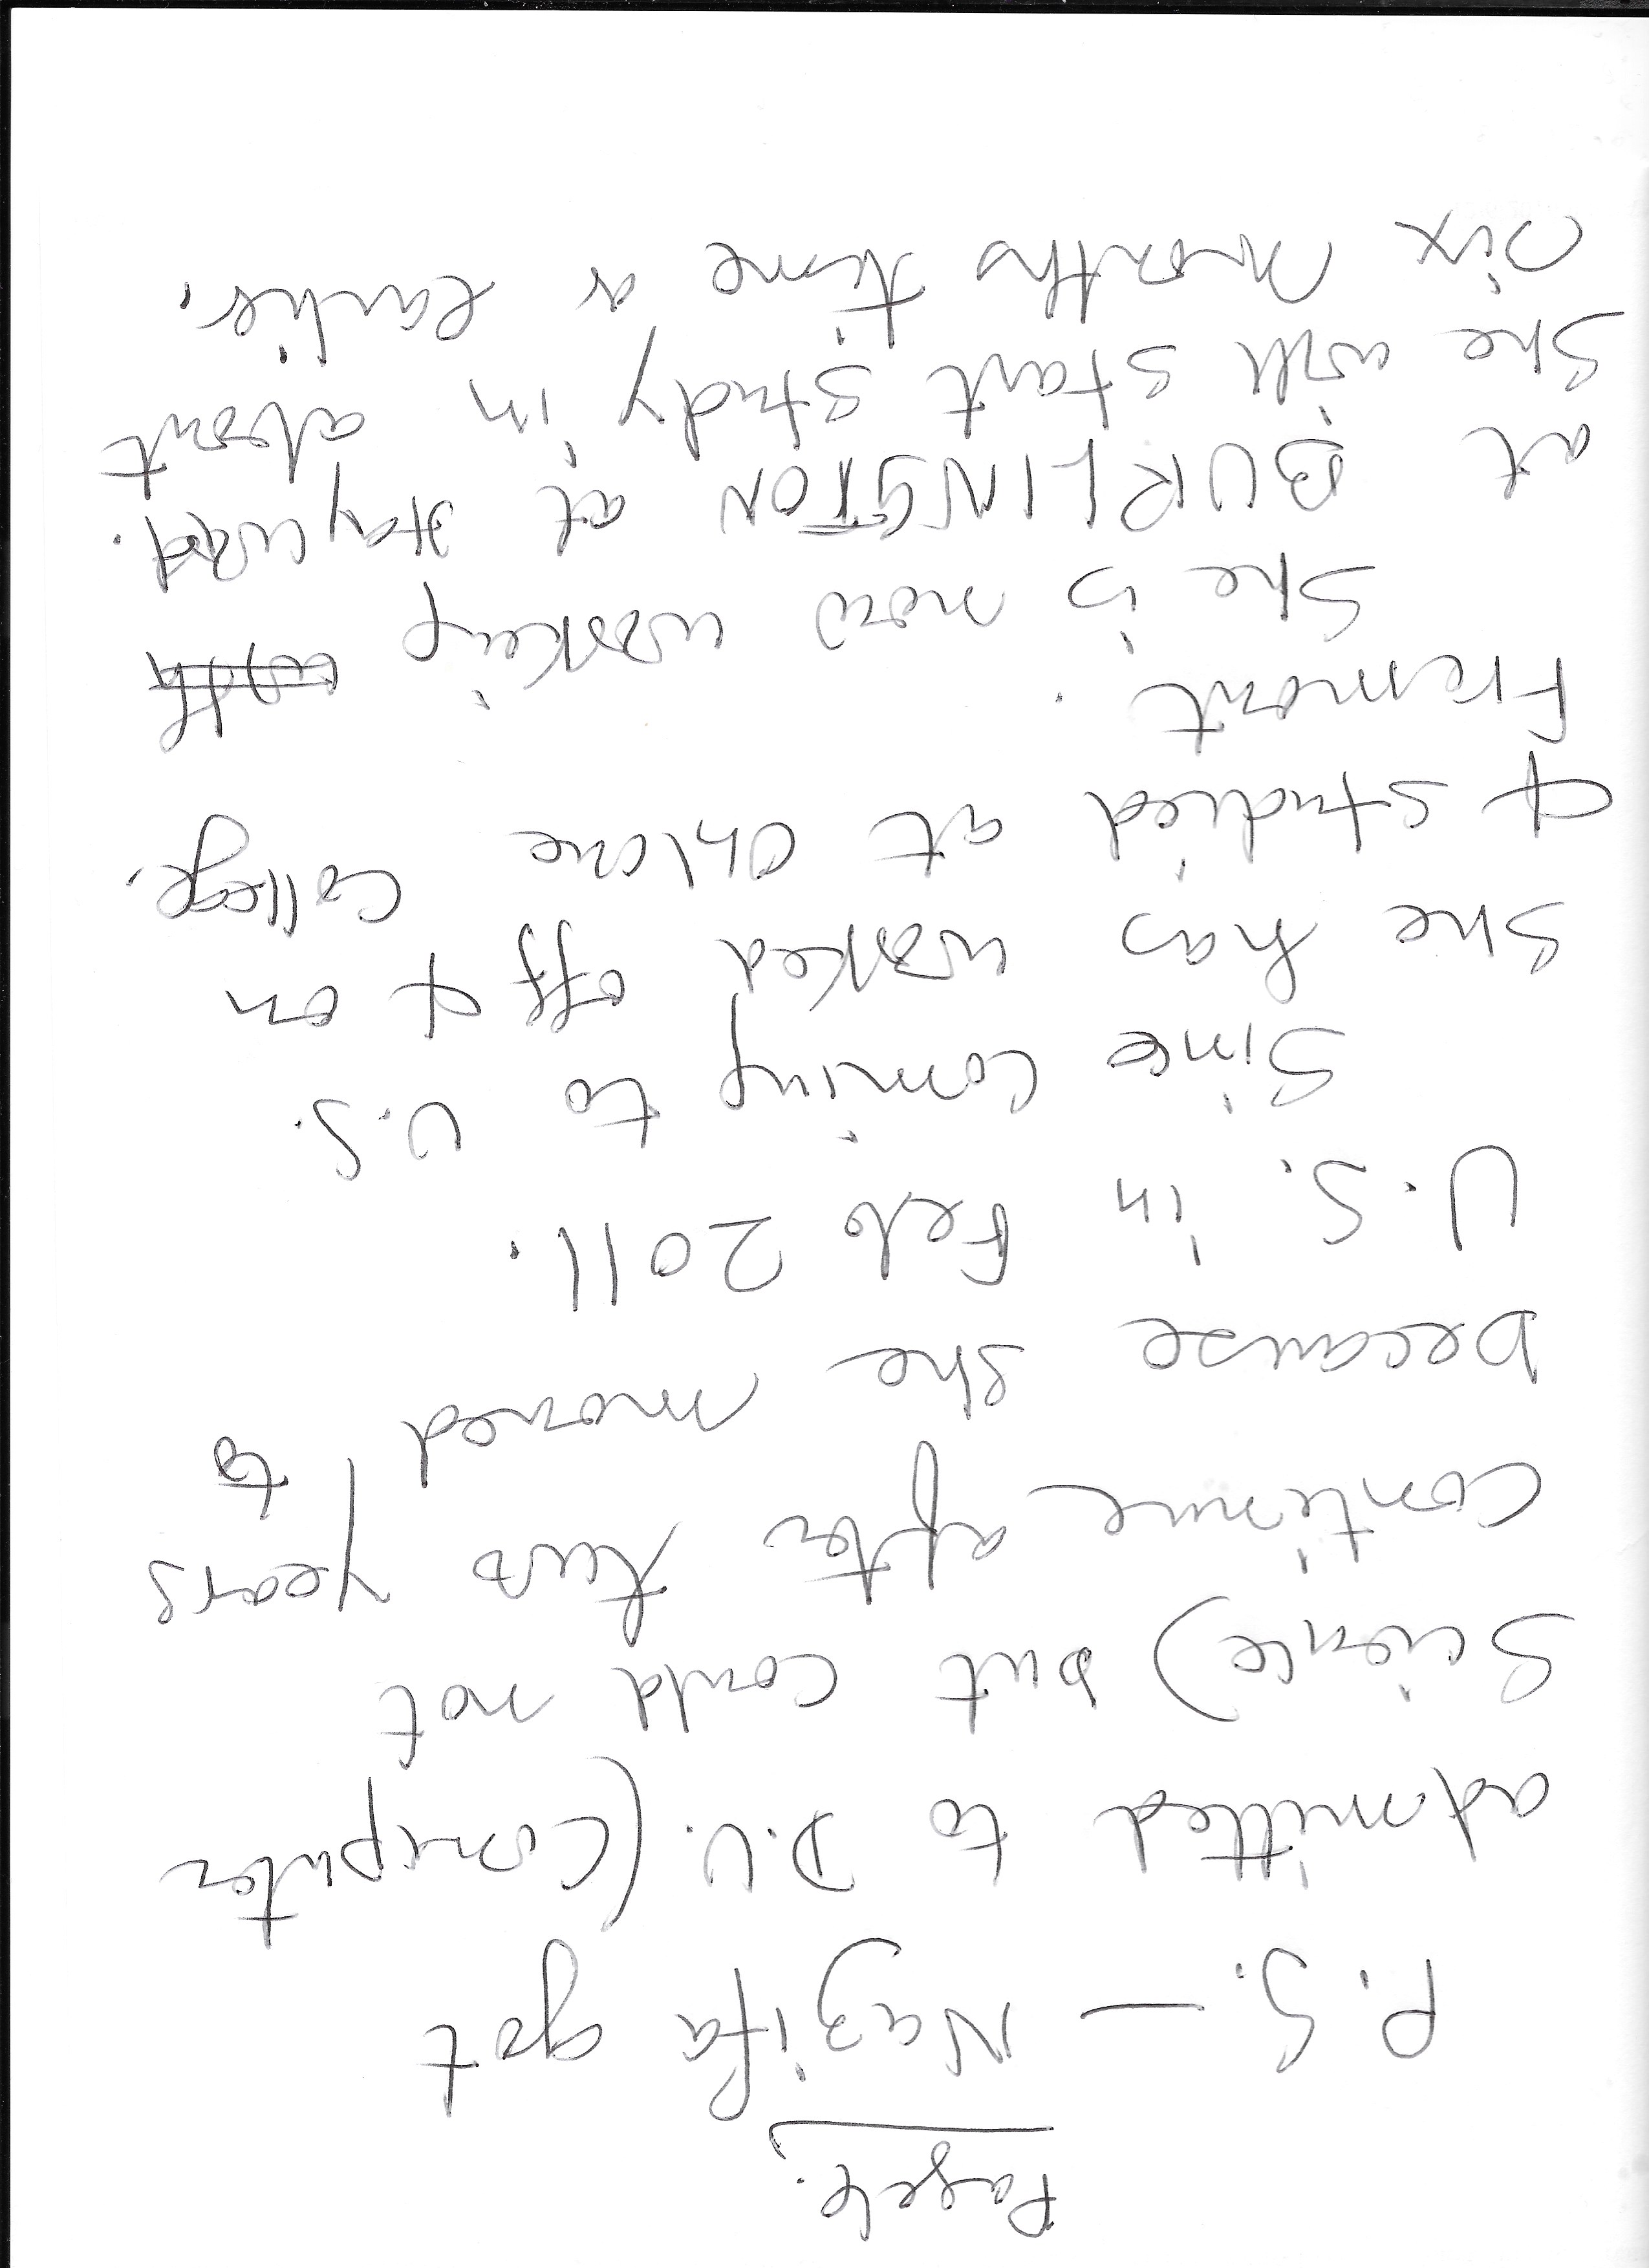 Page 6.
P.S. — Nazifa got
admitted to D.U. (Computer
Science) but could not
continue after two years
because she moved to
U.S. in Feb 2011.
Since coming to U.S.
She has worked off & on
& studied at Ohlone College.
Fremont.
She is now working with
at BURLINGTON at Hayward.
She will start study in about
six months time or earlier.